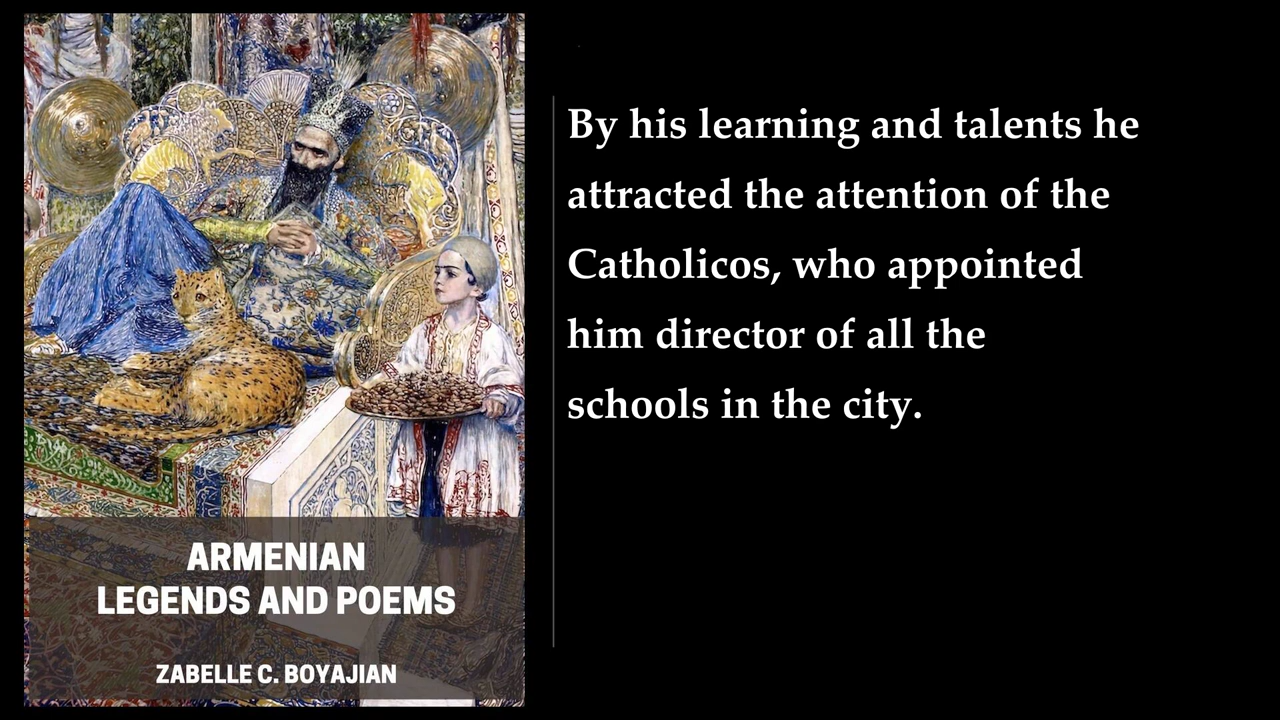 ARMENIAN
LEGENDS AND POEMS
ZABELLE C. BOYAJIAN
By his learning and talents he
attracted the attention of the
Catholicos, who appointed
him director of all the
schools in the city.